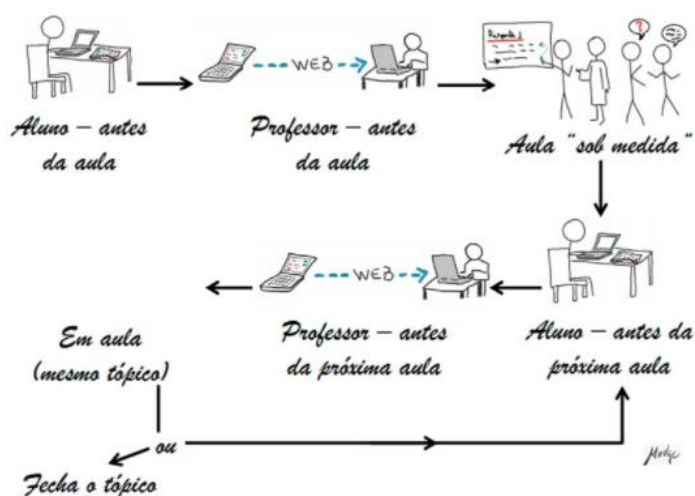 Aluno – antes
da aula
WEB
Professor – antes
da aula
?
Aula "sob medida"
Aluno – antes da
próxima aula
WEB
Professor – antes
da próxima aula
Em aula
(mesmo tópico)
ou
Fecha o tópico